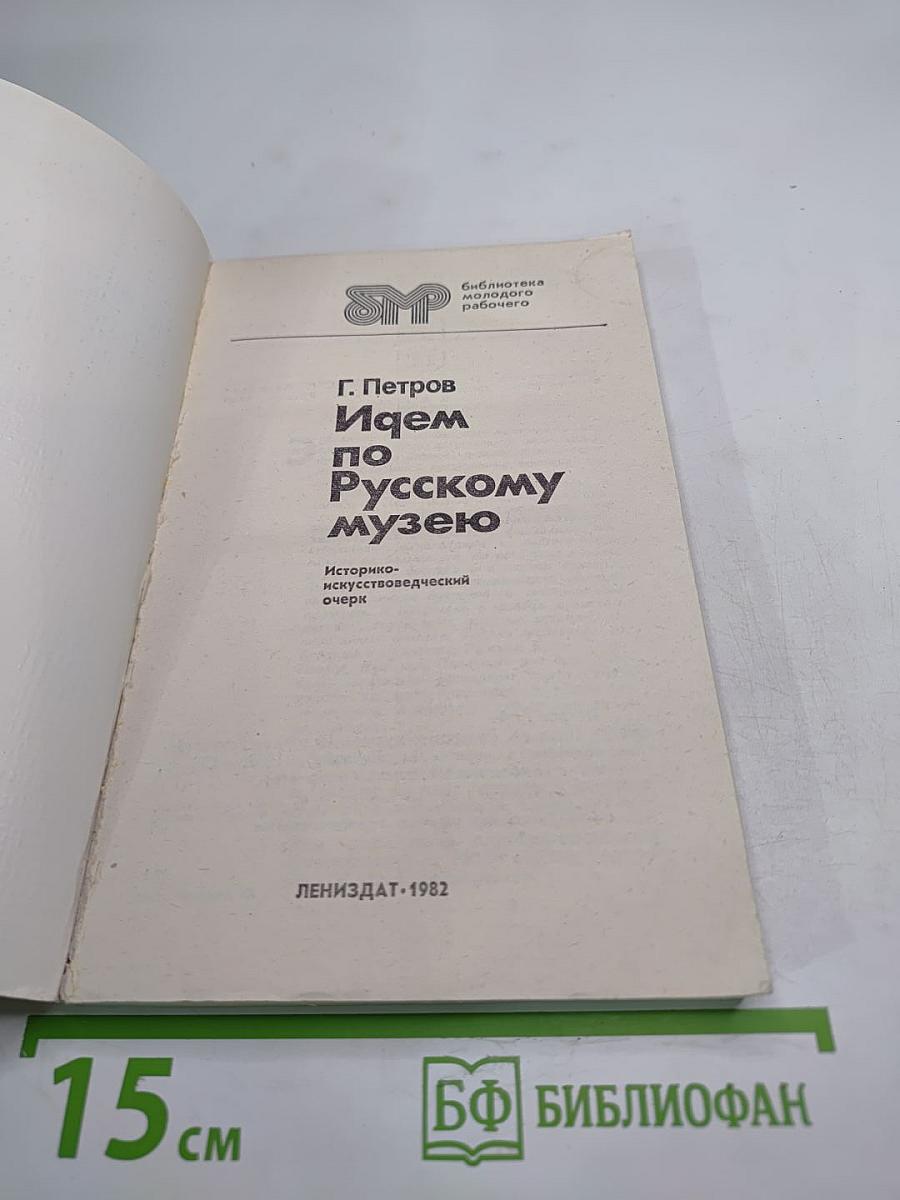 бмр
библиотека
молодого
рабочего
Г. Петров
Идем
по
Русскому
музею
Историко-
искусствоведческий
очерк
ЛЕНИЗДАТ•1982
15 см
БФ БИБЛИОФАН